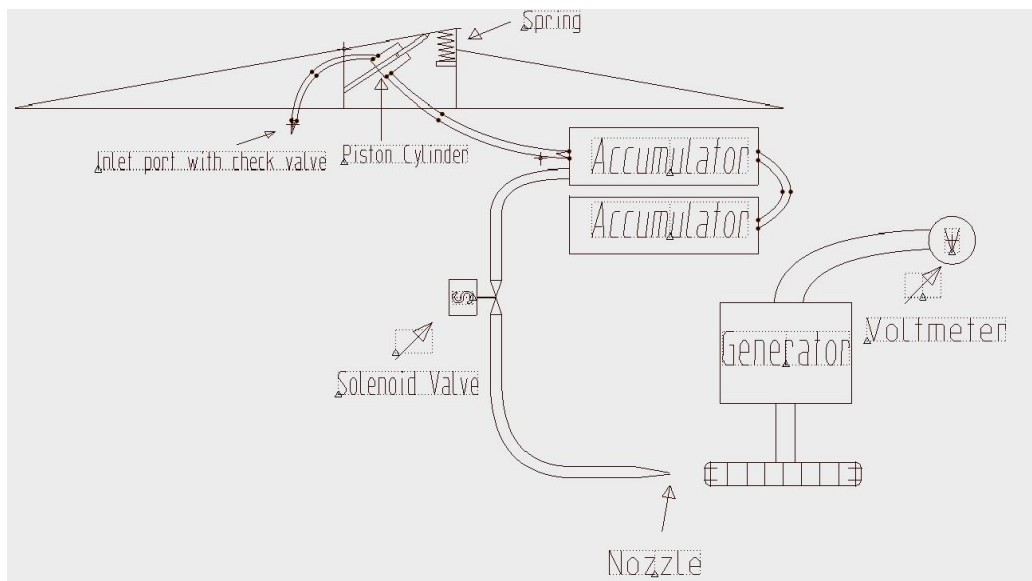 Spring
Inlet port with check valve
Piston Cylinder
Accumulator
Accumulator
V
S
Generator
Voltmeter
Solenoid Valve
Nozzle